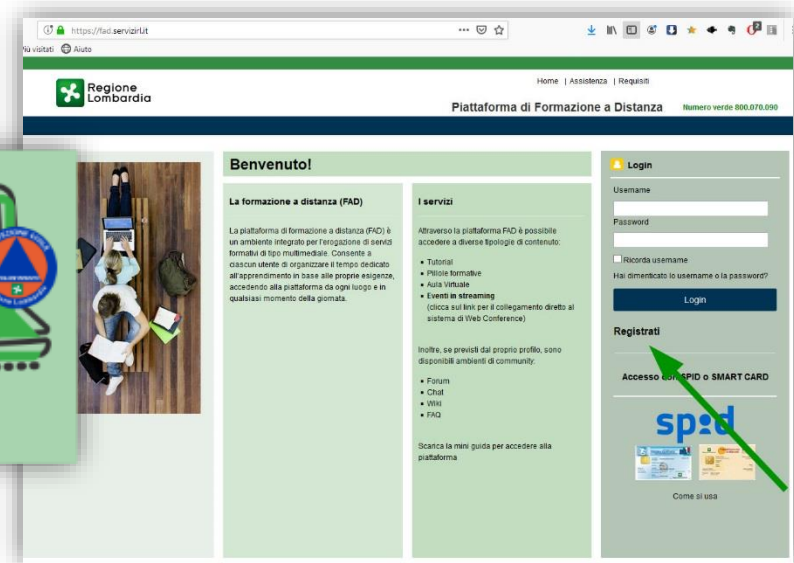 https://fad.servizirl.it
iù visitati Aiuto
Regione
Lombardia
Home | Assistenza | Requisiti
Piattaforma di Formazione a Distanza
Numero verde 800.070.090
Benvenuto!
La formazione a distanza (FAD)
La piattaforma di formazione a distanza (FAD) è
un ambiente integrato per l'erogazione di servizi
formativi di tipo multimediale. Consente a
ciascun utente di organizzare il tempo dedicato
all'apprendimento in base alle proprie esigenze,
accedendo alla piattaforma da ogni luogo e in
qualsiasi momento della giornata.
I servizi
Attraverso la piattaforma FAD è possibile
accedere a diverse tipologie di contenuto:
Tutorial
Pillole formative
Aula Virtuale
Eventi in streaming
(clicca sul link per il collegamento diretto al
sistema di Web Conference)
Inoltre, se previsti dal proprio profilo, sono
disponibili ambienti di community:
Forum
Chat
Wiki
FAQ
Scarica la mini guida per accedere alla
piattaforma
Login
Username
Password
Ricorda username
Hai dimenticato lo username o la password?
Login
Registrati
Accesso con SPID o SMART CARD
spid
Come si usa